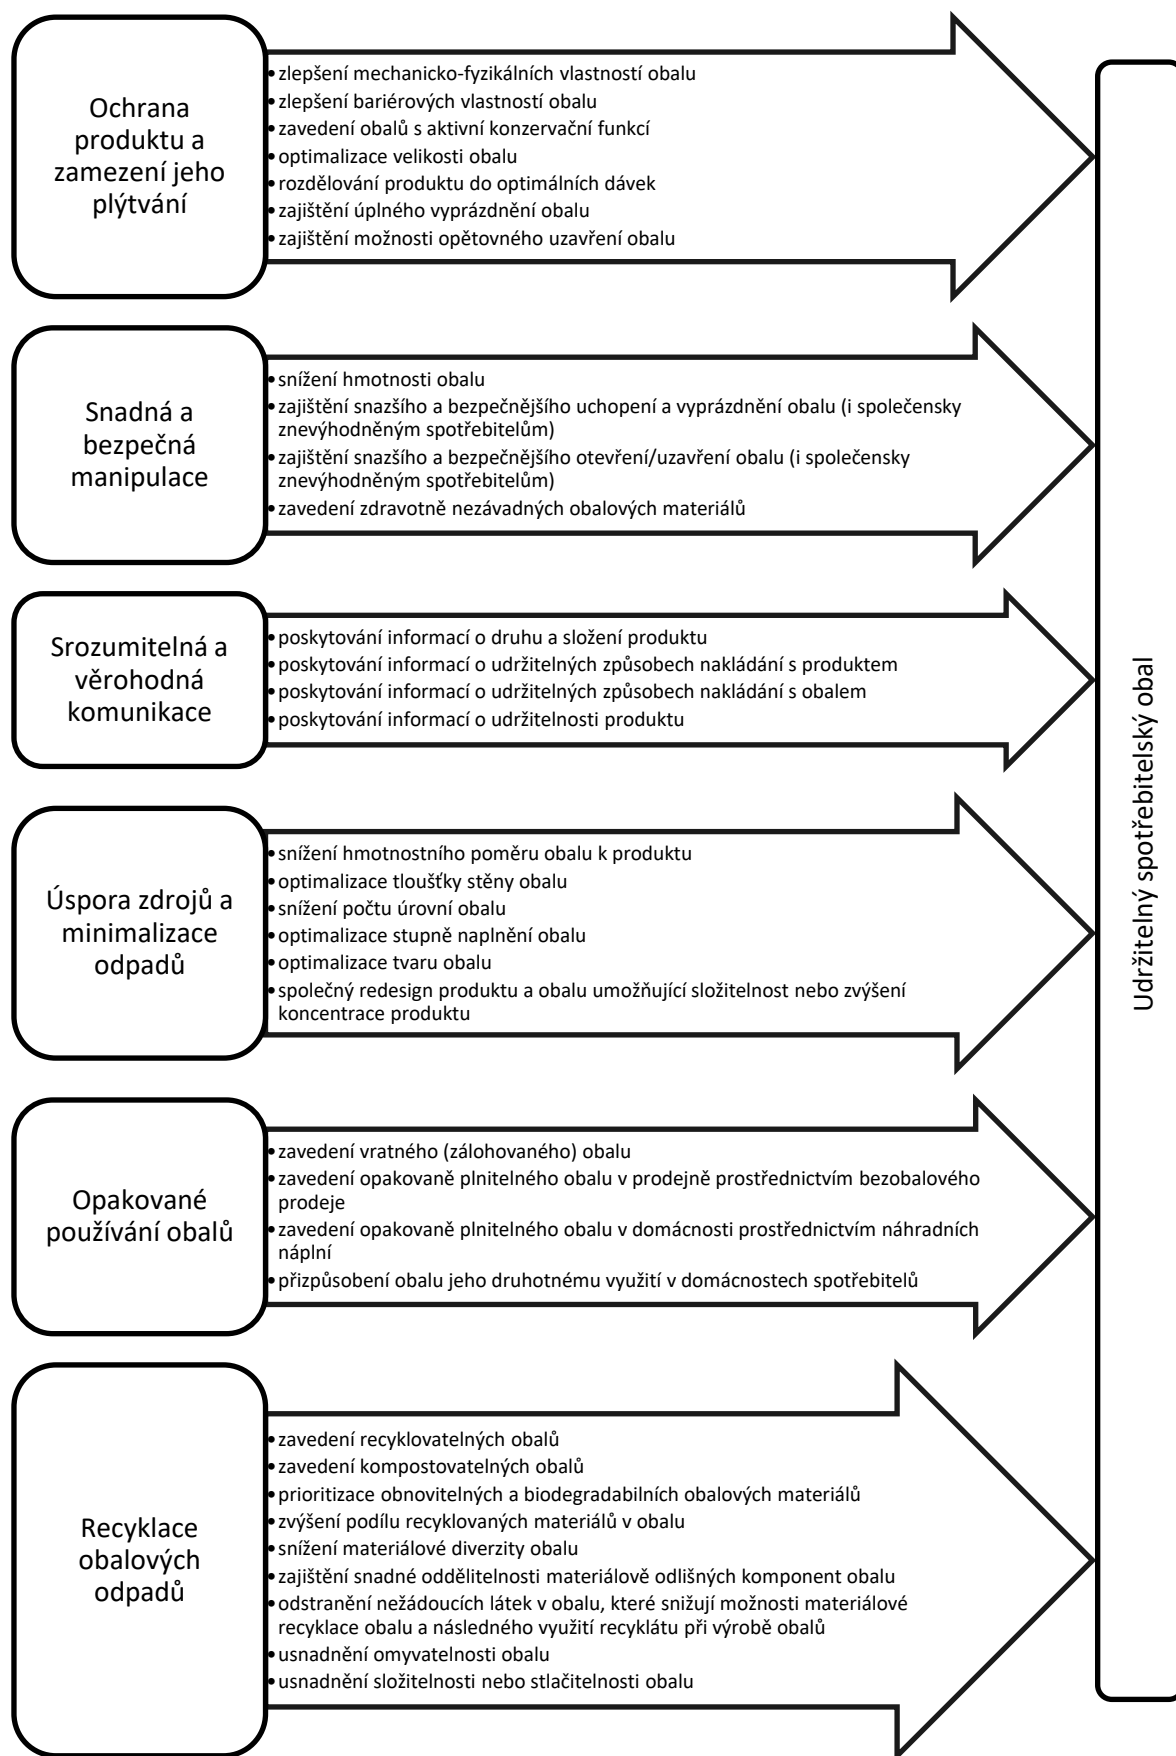 Ochrana
produktu a
zamezení jeho
plýtvání
•zlepšení mechanicko-fyzikálních vlastností obalu
•zlepšení bariérových vlastností obalu
•zavedení obalů s aktivní konzervační funkcí
•optimalizace velikosti obalu
•rozdělování produktu do optimálních dávek
•zajištění úplného vyprázdnění obalu
•zajištění možnosti opětovného uzavření obalu
Snadná a
bezpečná
manipulace
•snížení hmotnosti obalu
•zajištění snazšího a bezpečnějšího uchopení a vyprázdnění obalu (i společensky
znevýhodněným spotřebitelům)
•zajištění snazšího a bezpečnějšího otevření/uzavření obalu (i společensky
znevýhodněným spotřebitelům)
•zavedení zdravotně nezávadných obalových materiálů
Srozumitelná a
věrohodná
komunikace
•poskytování informací o druhu a složení produktu
•poskytování informací o udržitelných způsobech nakládání s produktem
•poskytování informací o udržitelných způsobech nakládání s obalem
•poskytování informací o udržitelnosti produktu
Úspora zdrojů a
minimalizace
odpadů
•snížení hmotnostního poměru obalu k produktu
•optimalizace tloušťky stěny obalu
•snížení počtu úrovní obalu
•optimalizace stupně naplnění obalu
•optimalizace tvaru obalu
•společný redesign produktu a obalu umožňující složitelnost nebo zvýšení
koncentrace produktu
Opakované
používání obalů
•zavedení vratného (zálohovaného) obalu
•zavedení opakovaně plnitelného obalu v prodejně prostřednictvím bezobalového
prodeje
•zavedení opakovaně plnitelného obalu v domácnosti prostřednictvím náhradních
náplní
•přizpůsobení obalu jeho druhotnému využití v domácnostech spotřebitelů
Recyklace
obalových
odpadů
•zavedení recyklovatelných obalů
•zavedení kompostovatelných obalů
•prioritizace obnovitelných a biodegradabilních obalových materiálů
•zvýšení podílu recyklovaných materiálů v obalu
•snížení materiálové diverzity obalu
•zajištění snadné oddělitelnosti materiálově odlišných komponent obalu
•odstranění nežádoucích látek v obalu, které snižují možnosti materiálové
recyklace obalu a následného využití recyklátu při výrobě obalů
•usnadnění omyvatelnosti obalu
•usnadnění složitelnosti nebo stlačitelnosti obalu
Udržitelný spotřebitelský obal